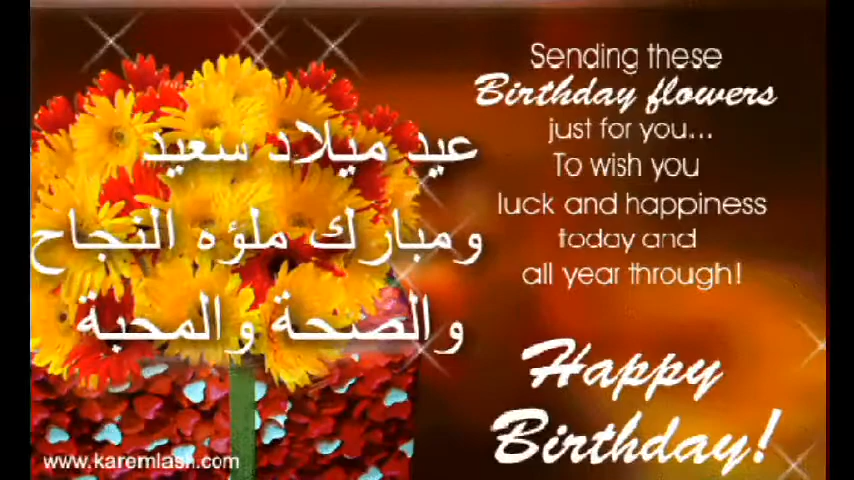 عيد ميلاد سعيد
ومبارك ملؤه النجاح
والصحة والمحبة
Sending these
Birthday flowers
just for you...
To wish you
luck and happiness
today and
all year through!
Happy
Birthday!
www.karemlash.com